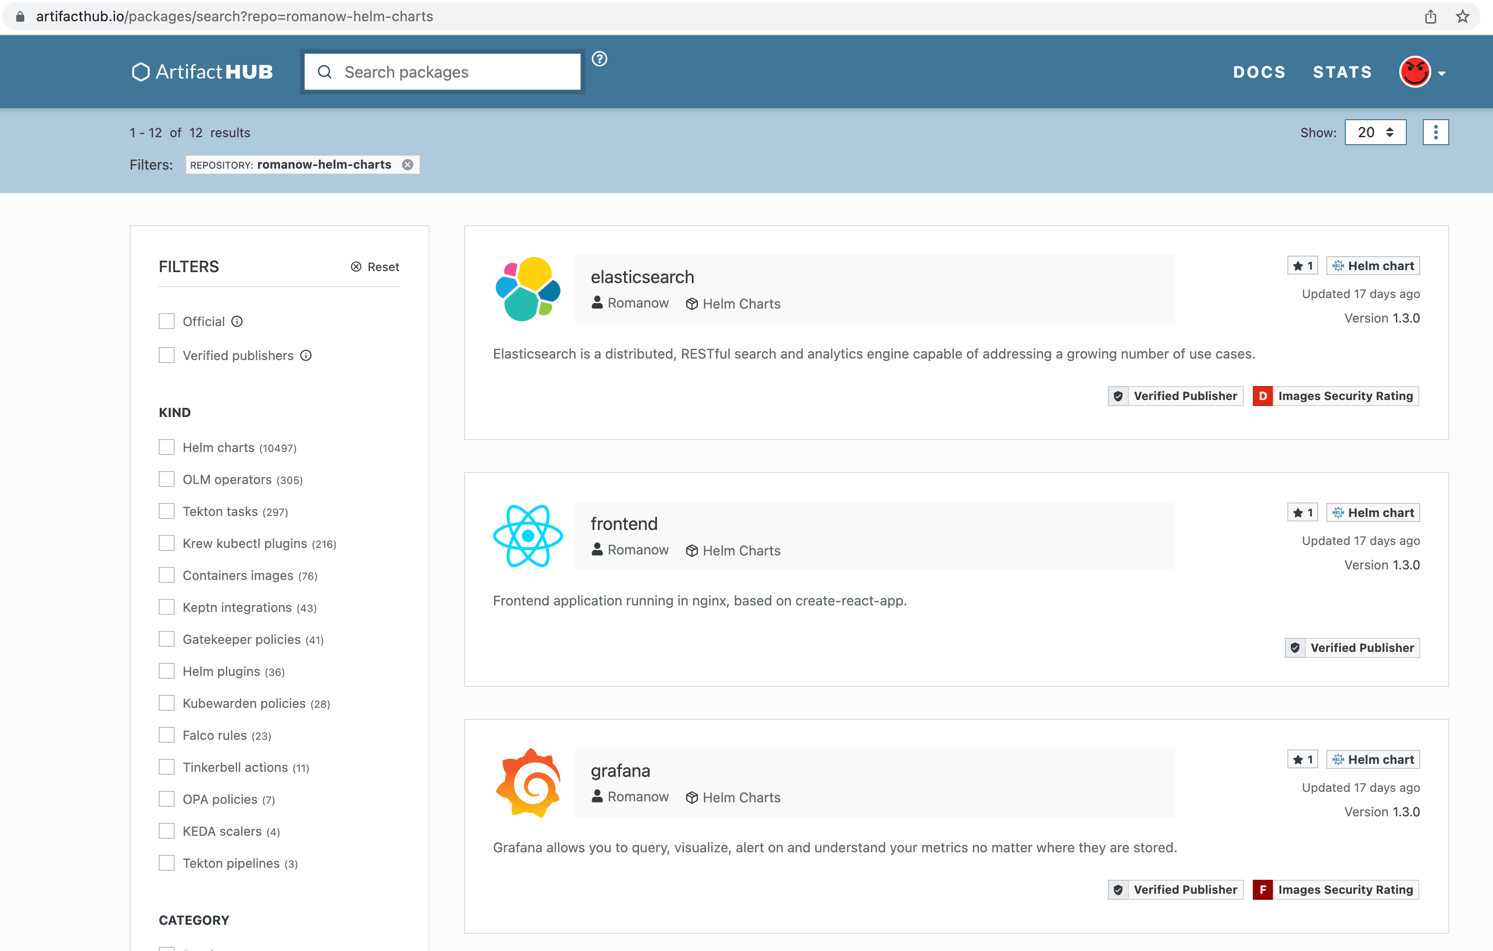 artifacthub.io/packages/search?repo=romanow-helm-charts
ArtifactHUB
Search packages
DOCS STATS
1 - 12 of 12 results
Show: 20
Filters: REPOSITORY: romanow-helm-charts
FILTERS
Reset
Official
Verified publishers
KIND
Helm charts (10497)
OLM operators (305)
Tekton tasks (297)
Krew kubectl plugins (216)
Containers images (76)
Keptn integrations (43)
Gatekeeper policies (41)
Helm plugins (36)
Kubewarden policies (28)
Falco rules (23)
Tinkerbell actions (11)
OPA policies (7)
KEDA scalers (4)
Tekton pipelines (3)
CATEGORY
elasticsearch
Romanow Helm Charts
1 HELM Helm chart
Updated 17 days ago
Version 1.3.0
Elasticsearch is a distributed, RESTful search and analytics engine capable of addressing a growing number of use cases.
Verified Publisher D Images Security Rating
frontend
Romanow Helm Charts
1 HELM Helm chart
Updated 17 days ago
Version 1.3.0
Frontend application running in nginx, based on create-react-app.
Verified Publisher
grafana
Romanow Helm Charts
1 HELM Helm chart
Updated 17 days ago
Version 1.3.0
Grafana allows you to query, visualize, alert on and understand your metrics no matter where they are stored.
Verified Publisher F Images Security Rating